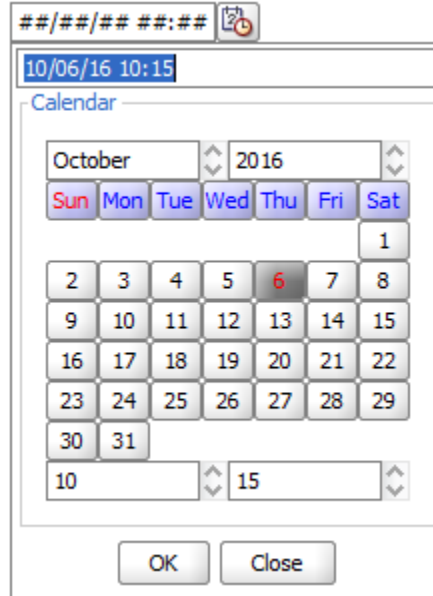 ##/##/## ##:##
10/06/16 10:15
Calendar
October 2016
Sun Mon Tue Wed Thu Fri Sat
1
2 3 4 5 6 7 8
9 10 11 12 13 14 15
16 17 18 19 20 21 22
23 24 25 26 27 28 29
30 31
10 15
OK Close